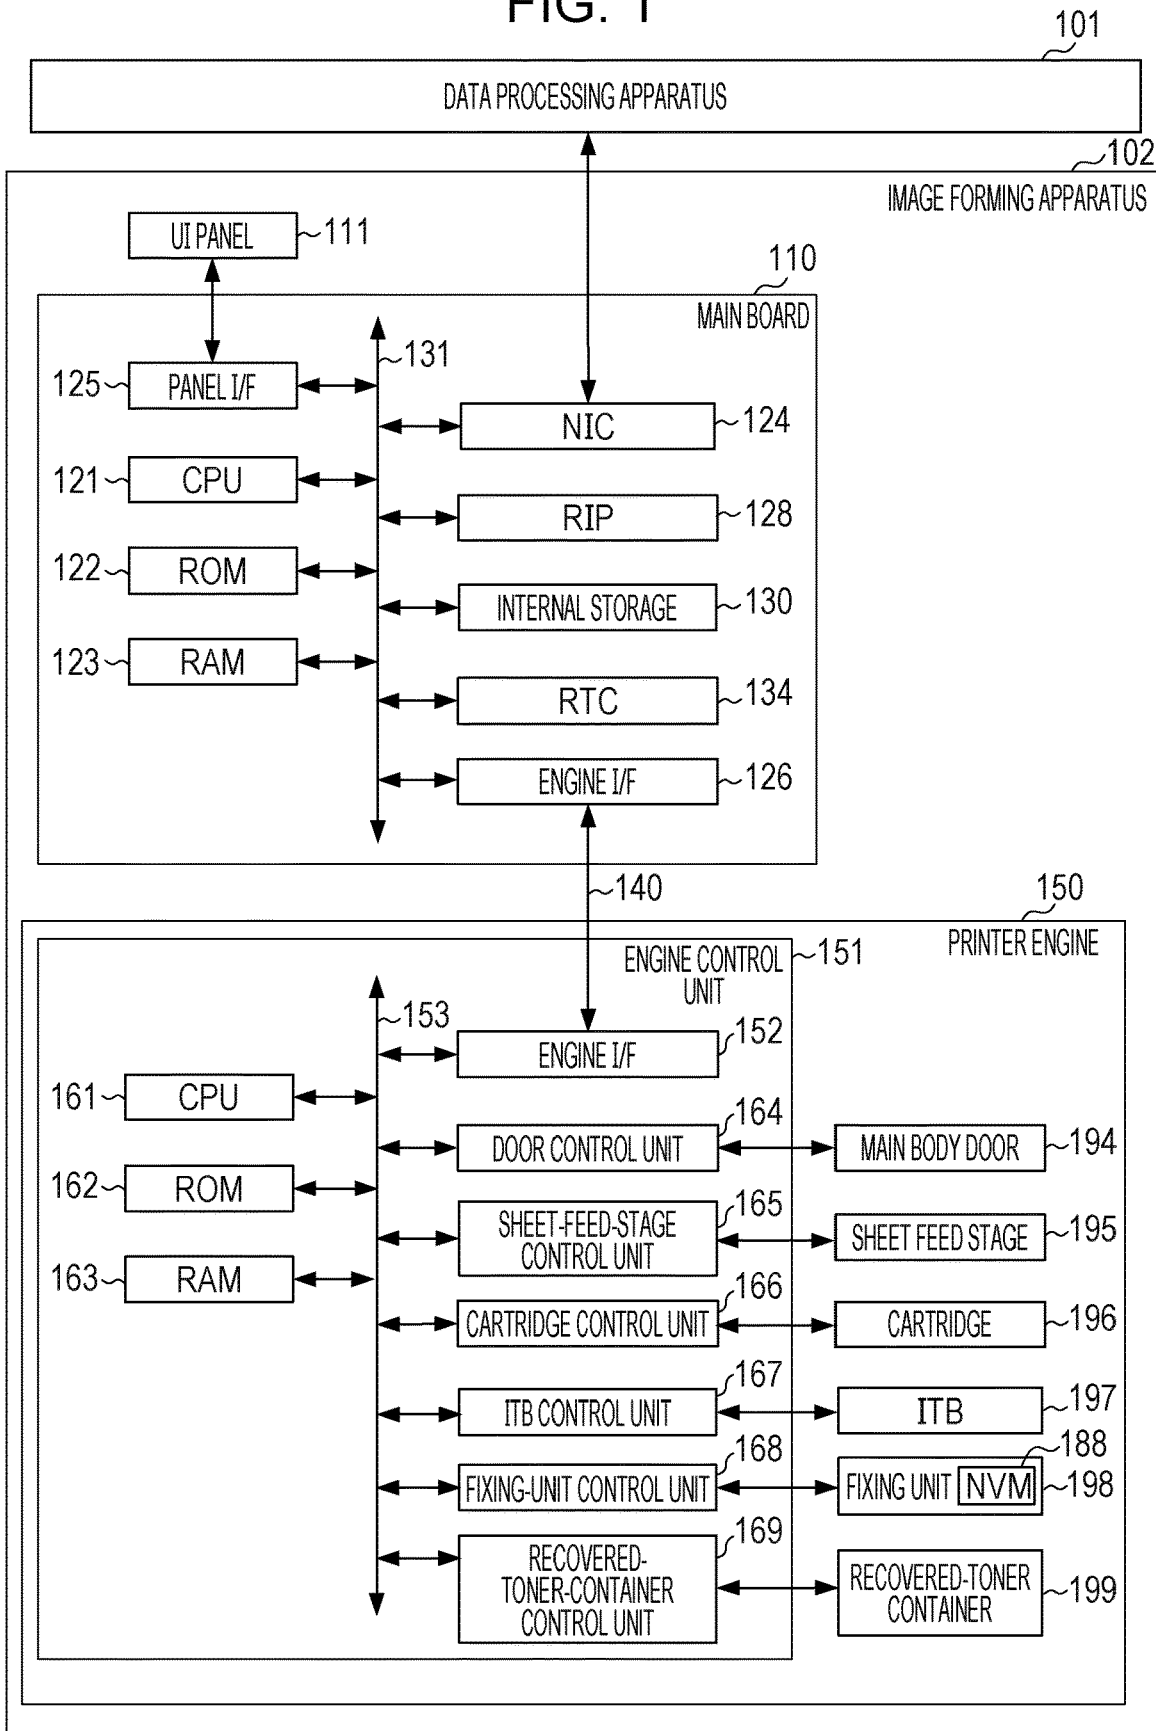 FIG. 1
101
DATA PROCESSING APPARATUS
102
IMAGE FORMING APPARATUS
UI PANEL
111
110
MAIN BOARD
131
125
PANEL I/F
NIC
124
121
CPU
RIP
128
122
ROM
INTERNAL STORAGE
130
123
RAM
RTC
134
ENGINE I/F
126
140
150
PRINTER ENGINE
151
ENGINE CONTROL
UNIT
153
152
ENGINE I/F
161
CPU
164
DOOR CONTROL UNIT
MAIN BODY DOOR
194
162
ROM
165
SHEET-FEED-STAGE
CONTROL UNIT
SHEET FEED STAGE
195
163
RAM
166
CARTRIDGE CONTROL UNIT
CARTRIDGE
196
167
ITB CONTROL UNIT
ITB
197
188
168
FIXING-UNIT CONTROL UNIT
FIXING UNIT
NVM
198
169
RECOVERED-
TONER-CONTAINER
CONTROL UNIT
RECOVERED-TONER
CONTAINER
199